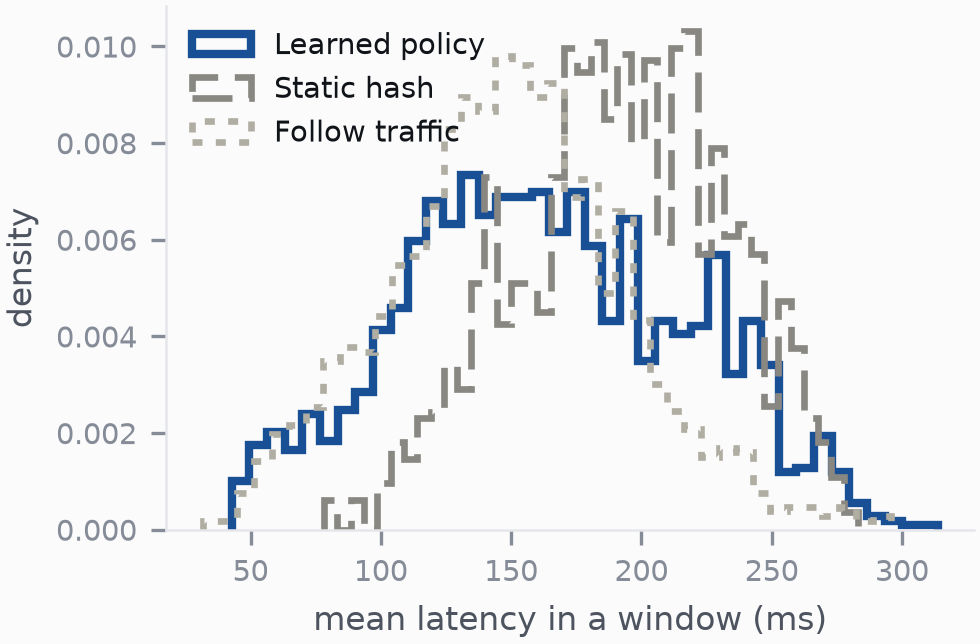 Learned policy
Static hash
Follow traffic
0.010
0.008
0.006
0.004
0.002
0.000
density
50 100 150 200 250 300
mean latency in a window (ms)